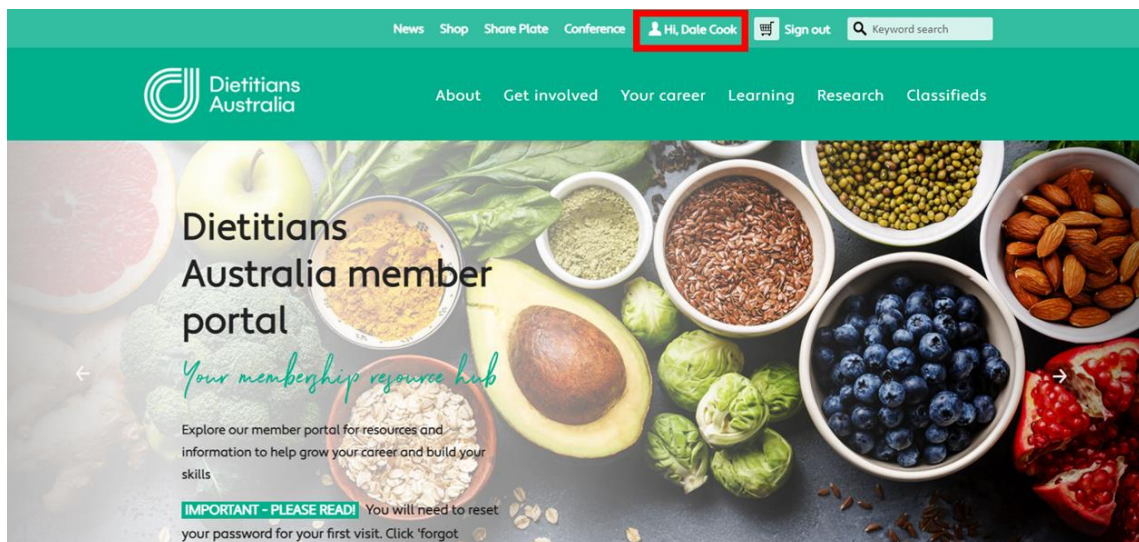 News Shop Share Plate Conference Hi, Dale Cook Sign out Keyword search
Dietitians
Australia
About Get involved Your career Learning Research Classifieds
Dietitians
Australia member
portal
Your membership resource hub
Explore our member portal for resources and
information to help grow your career and build your
skills
IMPORTANT - PLEASE READ! You will need to reset
your password for your first visit. Click 'forgot